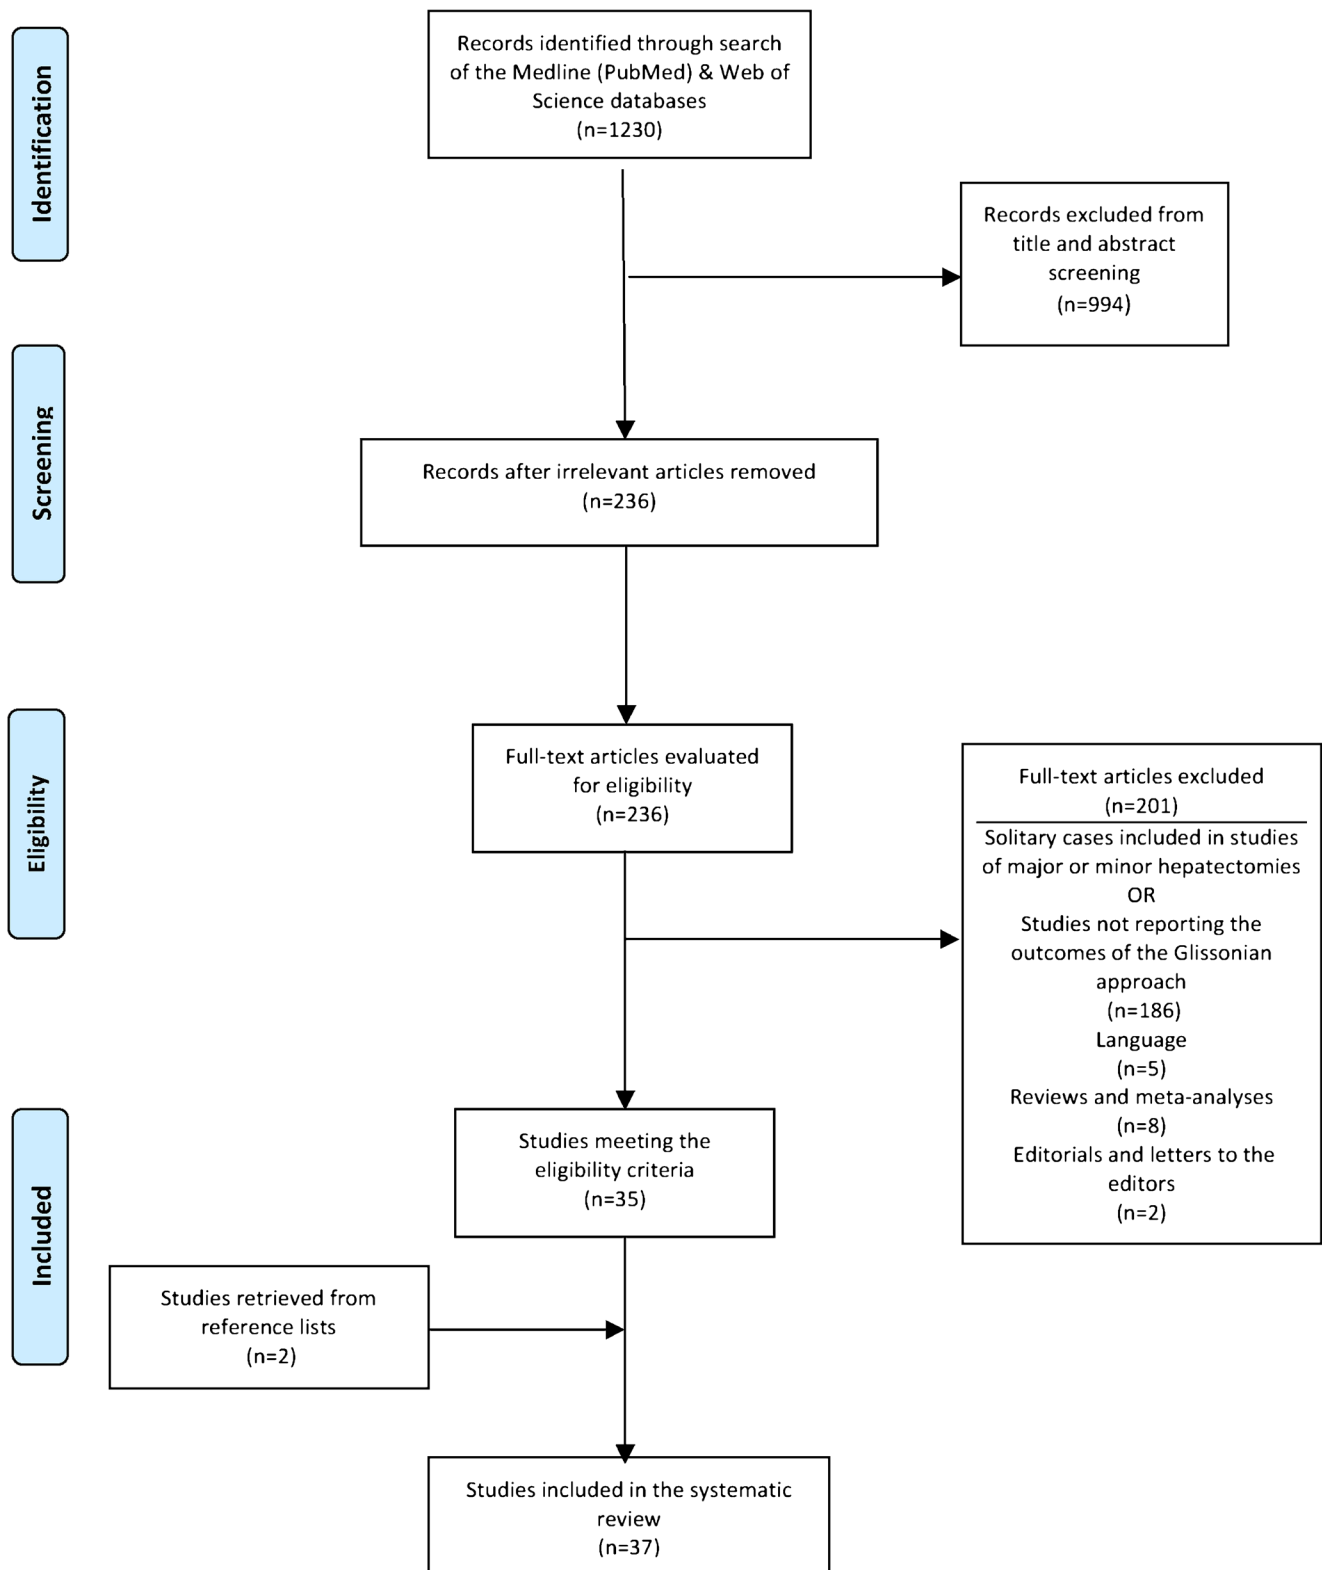 Identification
Records identified through search
of the Medline (PubMed) & Web of
Science databases
(n=1230)
Records excluded from
title and abstract
screening
(n=994)
Screening
Records after irrelevant articles removed
(n=236)
Eligibility
Full-text articles evaluated
for eligibility
(n=236)
Full-text articles excluded
(n=201)
Solitary cases included in studies
of major or minor hepatectomies
OR
Studies not reporting the
outcomes of the Glissonian
approach
(n=186)
Language
(n=5)
Reviews and meta-analyses
(n=8)
Editorials and letters to the
editors
(n=2)
Included
Studies meeting the
eligibility criteria
(n=35)
Studies retrieved from
reference lists
(n=2)
Studies included in the systematic
review
(n=37)